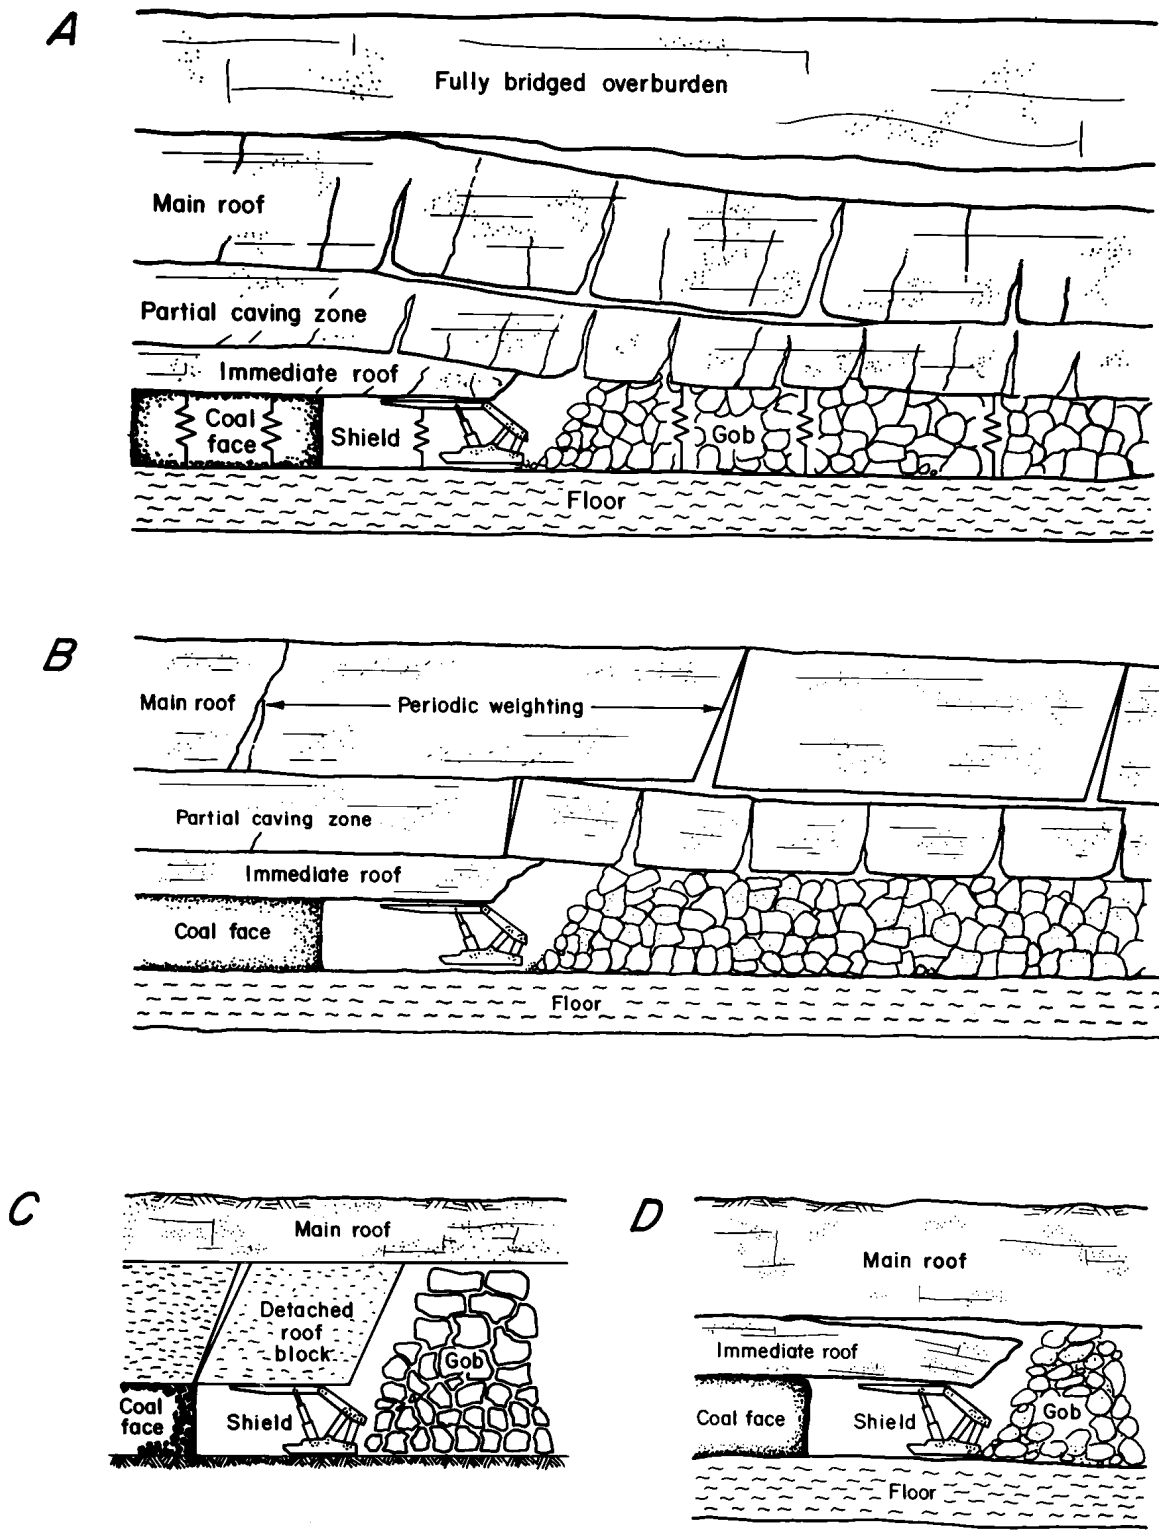 A
Fully bridged overburden
Main roof
Partial caving zone
Immediate roof
Coal
face
Shield
Gob
Floor
B
Main roof
Periodic weighting
Partial caving zone
Immediate roof
Coal face
Floor
C
Main roof
Detached
roof
block
Gob
Coal
face
Shield
D
Main roof
Immediate roof
Coal face
Shield
Gob
Floor